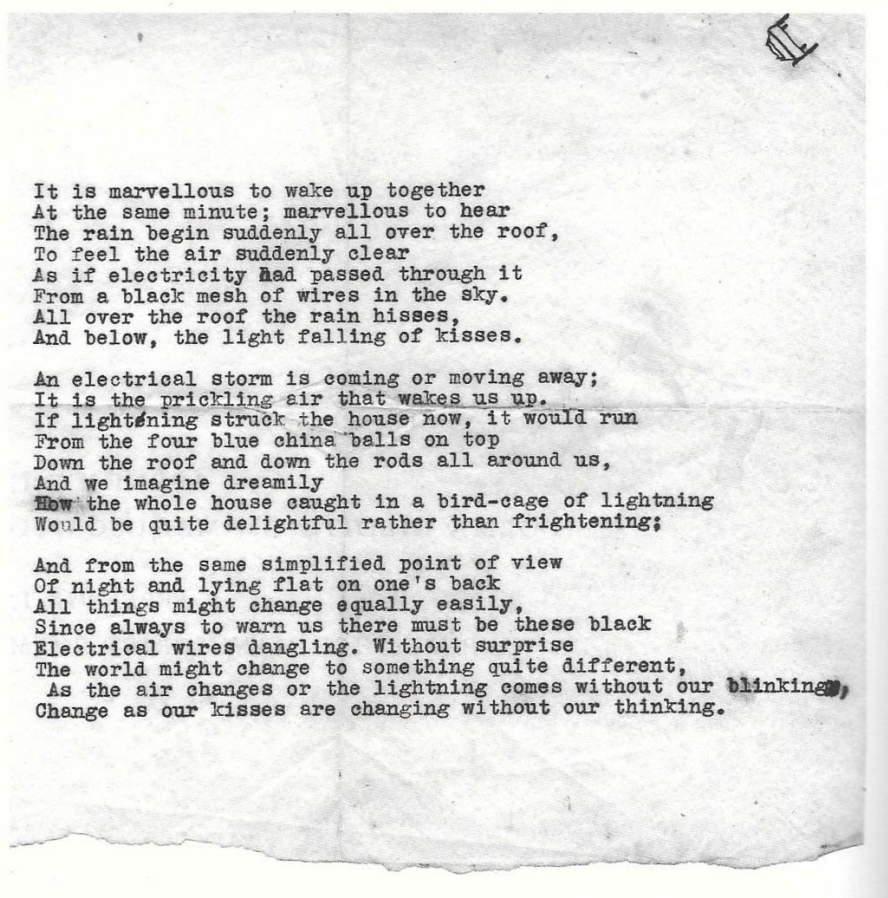 It is marvellous to wake up together
At the same minute; marvellous to hear
The rain begin suddenly all over the roof,
To feel the air suddenly clear
As if electricity had passed through it
From a black mesh of wires in the sky.
All over the roof the rain hisses,
And below, the light falling of kisses.

An electrical storm is coming or moving away;
It is the prickling air that wakes us up.
If lightening struck the house now, it would run
From the four blue china balls on top
Down the roof and down the rods all around us,
And we imagine dreamily
How the whole house caught in a bird-cage of lightning
Would be quite delightful rather than frightening;

And from the same simplified point of view
Of night and lying flat on one's back
All things might change equally easily,
Since always to warn us there must be these black
Electrical wires dangling. Without surprise
The world might change to something quite different,
As the air changes or the lightning comes without our blinking,
Change as our kisses are changing without our thinking.